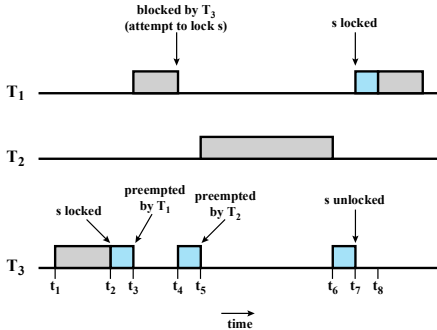 blocked by T3
(attempt to lock s)
s locked
T1
T2
preempted
by T1
preempted
by T2
s locked
s unlocked
T3
t1 t2 t3 t4 t5 t6 t7 t8
time